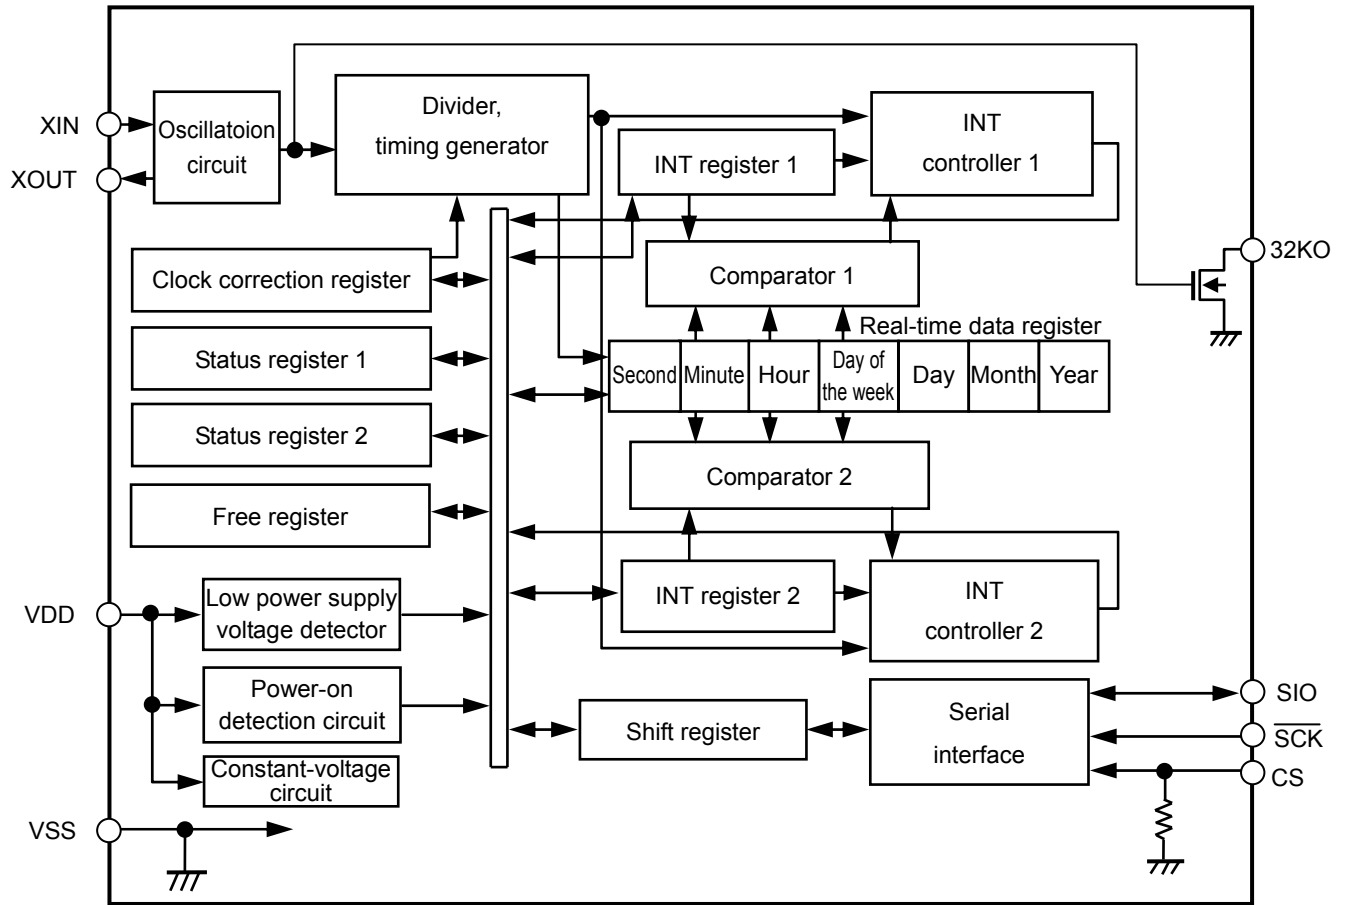 XIN
XOUT
Oscillatoion
circuit
Divider,
timing generator
INT register 1
INT
controller 1
Clock correction register
Comparator 1
32KO
Status register 1
Real-time data register
Second
Minute
Hour
Day of
the week
Day
Month
Year
Status register 2
Comparator 2
Free register
VDD
Low power supply
voltage detector
INT register 2
INT
controller 2
Power-on
detection circuit
Shift register
Serial
interface
SIO
SCK
CS
Constant-voltage
circuit
VSS